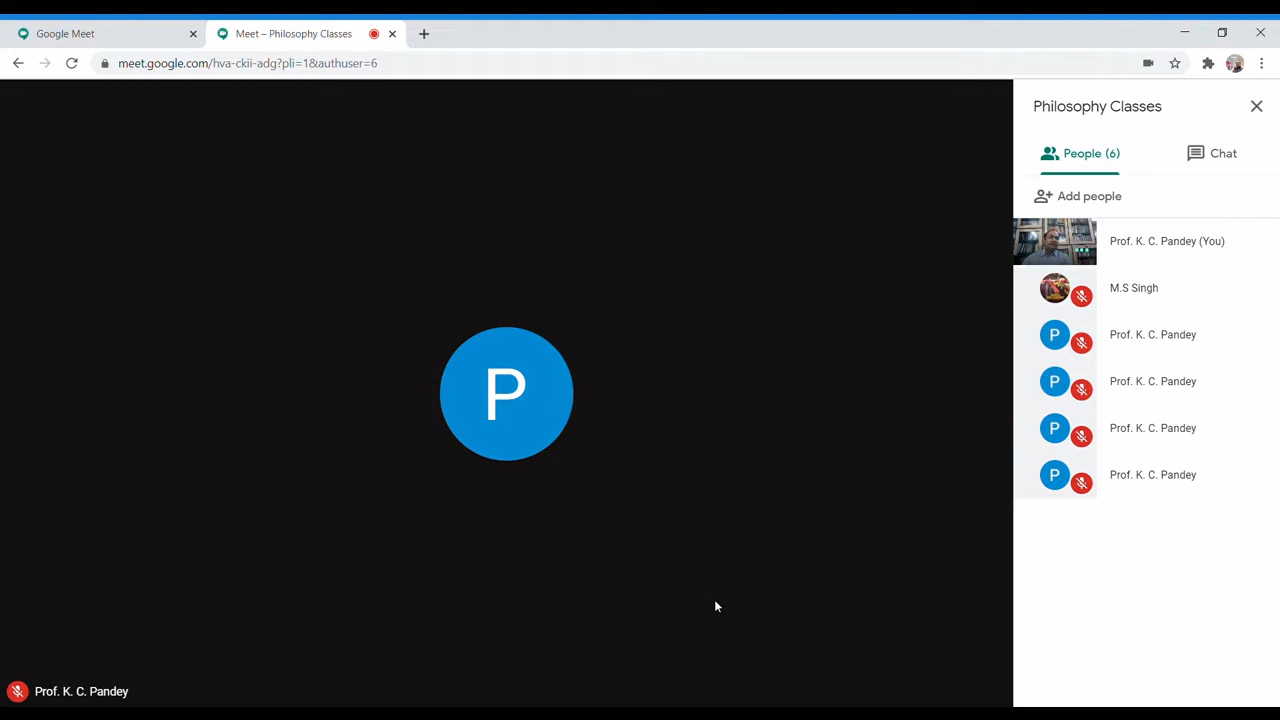 Google Meet
Meet – Philosophy Classes
meet.google.com/hva-ckii-adg?pli=1&authuser=6
Philosophy Classes
People (6)
Chat
Add people
Prof. K. C. Pandey (You)
M.S Singh
P
Prof. K. C. Pandey
P
Prof. K. C. Pandey
P
Prof. K. C. Pandey
P
Prof. K. C. Pandey
P
Prof. K. C. Pandey